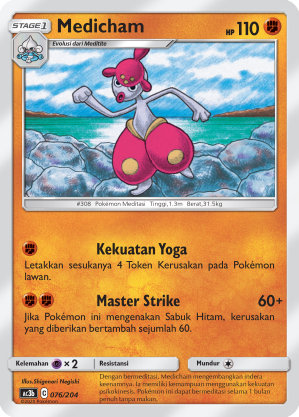 STAGE 1 Medicham HP 110
Evolusi dari Meditite
#308 Pokémon Meditasi Tinggi,1.3m Berat,31.5kg
Kekuatan Yoga
Letakkan sesukanya 4 Token Kerusakan pada Pokémon
lawan.
Master Strike 60+
Jika Pokémon ini mengenakan Sabuk Hitam, kerusakan
yang diberikan bertambah sejumlah 60.
Kelemahan ×2 Resistansi Mundur
Illus.Shigenori Negishi
Dengan bermeditasi, Medicham mengembangkan indra
keenamnya. Ia memiliki kemampuan menggunakan kekuatan
psikokinesis. Pokémon ini dapat bermeditasi selama 1 bulan
penuh tanpa makan.
AC3b C 076/204